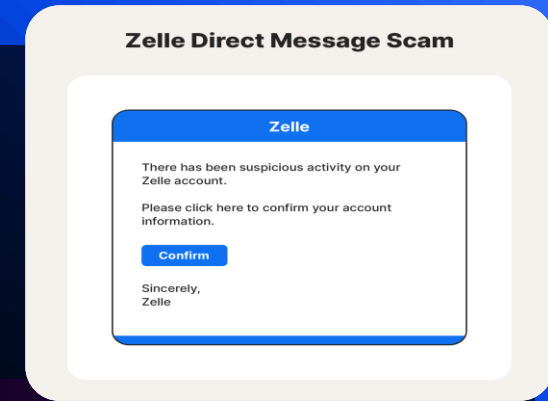 Zelle Direct Message Scam
Zelle
There has been suspicious activity on your
Zelle account.
Please click here to confirm your account
information.
Confirm
Sincerely,
Zelle